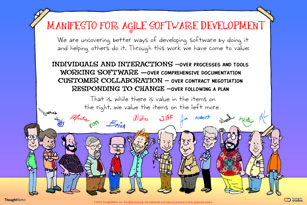 MANIFESTO FOR AGILE SOFTWARE DEVELOPMENT
We are uncovering better ways of developing software by doing it
and helping others do it. Through this work we have come to value:
INDIVIDUALS AND INTERACTIONS —OVER PROCESSES AND TOOLS
WORKING SOFTWARE —OVER COMPREHENSIVE DOCUMENTATION
CUSTOMER COLLABORATION — OVER CONTRACT NEGOTIATION
RESPONDING TO CHANGE —OVER FOLLOWING A PLAN
That is, while there is value in the items on
the right, we value the items on the left more
ThoughtWorks